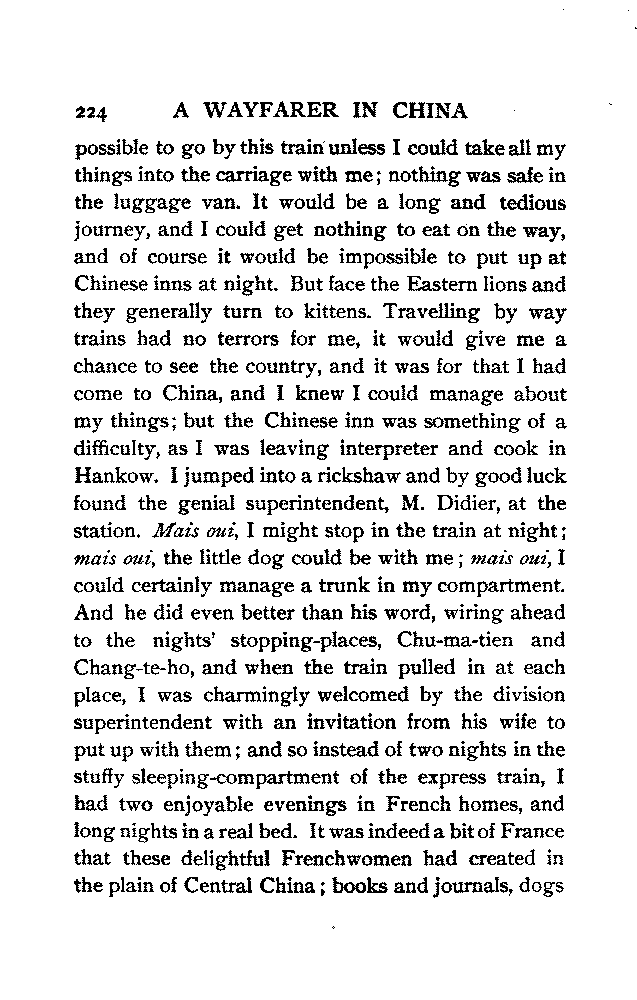 224 A WAYFARER IN CHINA
possible to go by this train unless I could take all my
things into the carriage with me; nothing was safe in
the luggage van. It would be a long and tedious
journey, and I could get nothing to eat on the way,
and of course it would be impossible to put up at
Chinese inns at night. But face the Eastern lions and
they generally turn to kittens. Travelling by way
trains had no terrors for me, it would give me a
chance to see the country, and it was for that I had
come to China, and I knew I could manage about
my things; but the Chinese inn was something of a
difficulty, as I was leaving interpreter and cook in
Hankow. I jumped into a rickshaw and by good luck
found the genial superintendent, M. Didier, at the
station. Mais oui, I might stop in the train at night;
mais oui, the little dog could be with me; mais oui, I
could certainly manage a trunk in my compartment.
And he did even better than his word, wiring ahead
to the nights' stopping-places, Chu-ma-tien and
Chang-te-ho, and when the train pulled in at each
place, I was charmingly welcomed by the division
superintendent with an invitation from his wife to
put up with them; and so instead of two nights in the
stuffy sleeping-compartment of the express train, I
had two enjoyable evenings in French homes, and
long nights in a real bed. It was indeed a bit of France
that these delightful Frenchwomen had created in
the plain of Central China; books and journals, dogs